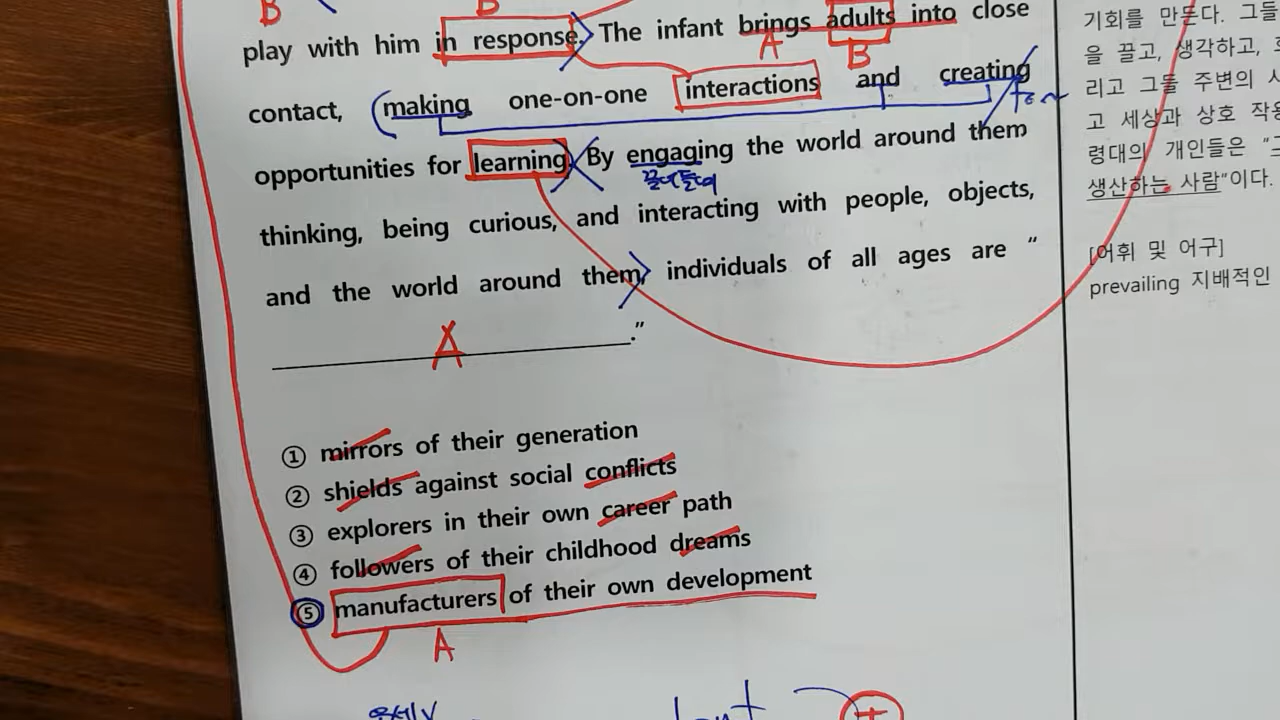 B
B
play with him in response. The infant brings adults into close
A
B
contact, making one-on-one interactions and creating
opportunities for learning. By engaging the world around them
끌어들여
thinking, being curious, and interacting with people, objects,
and the world around them, individuals of all ages are "
A
."
① mirrors of their generation
② shields against social conflicts
③ explorers in their own career path
④ followers of their childhood dreams
⑤ manufacturers of their own development
A
기회를 만든다. 그들
을 끌고, 생각하고,
리고 그들 주변의 사
고 세상과 상호 작용
령대의 개인들은 "그
생산하는 사람"이다.
[어휘 및 어구]
prevailing 지배적인
+